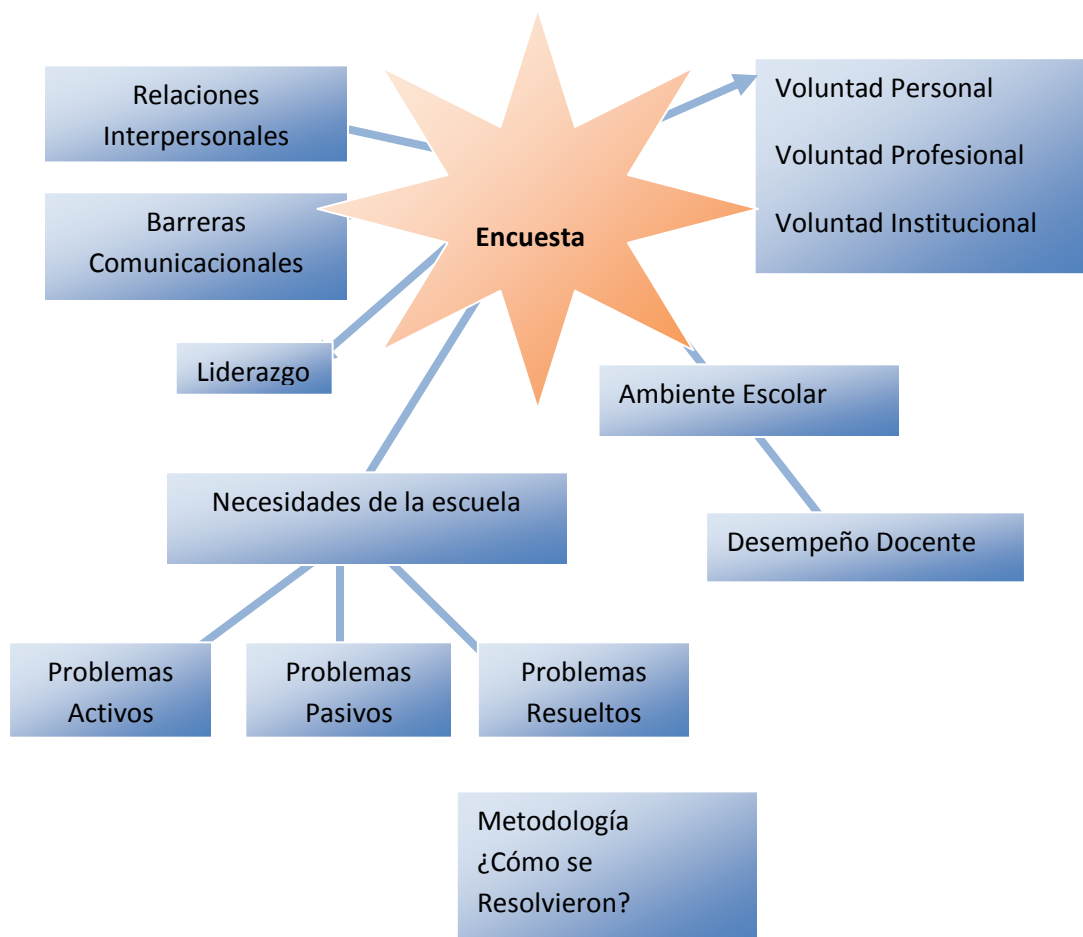 Relaciones
Interpersonales
Voluntad Personal
Voluntad Profesional
Voluntad Institucional
Barreras
Comunicacionales
Encuesta
Liderazgo
Ambiente Escolar
Necesidades de la escuela
Desempeño Docente
Problemas
Activos
Problemas
Pasivos
Problemas
Resueltos
Metodología
¿Cómo se
Resolvieron?